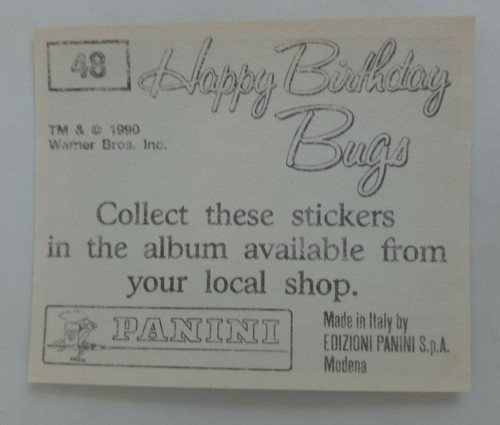 48
Happy Birthday
Bugs
TM & © 1990
Warner Bros. Inc.
Collect these stickers
in the album available from
your local shop.
PANINI
Made in Italy by
EDIZIONI PANINI S.p.A.
Modena